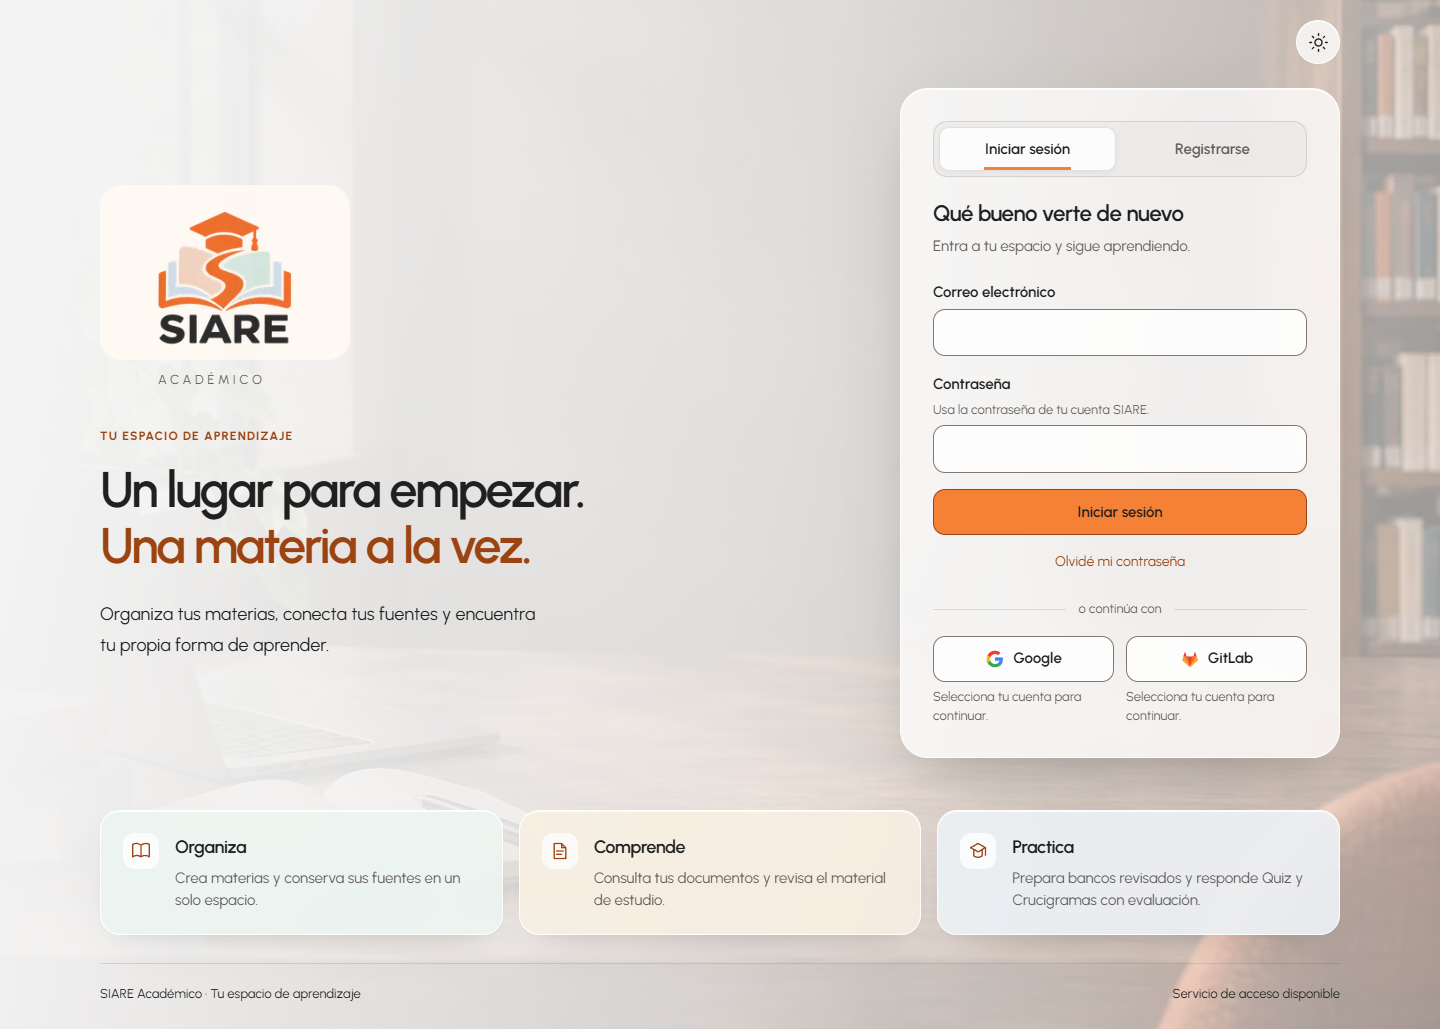 SIARE
ACADÉMICO
TU ESPACIO DE APRENDIZAJE
Un lugar para empezar.
Una materia a la vez.
Organiza tus materias, conecta tus fuentes y encuentra
tu propia forma de aprender.
Iniciar sesión
Registrarse
Qué bueno verte de nuevo
Entra a tu espacio y sigue aprendiendo.
Correo electrónico
Contraseña
Usa la contraseña de tu cuenta SIARE.
Iniciar sesión
Olvidé mi contraseña
o continúa con
Google
GitLab
Selecciona tu cuenta para
continuar.
Selecciona tu cuenta para
continuar.
Organiza
Crea materias y conserva sus fuentes en un
solo espacio.
Comprende
Consulta tus documentos y revisa el material
de estudio.
Practica
Prepara bancos revisados y responde Quiz y
Crucigramas con evaluación.
SIARE Académico · Tu espacio de aprendizaje
Servicio de acceso disponible